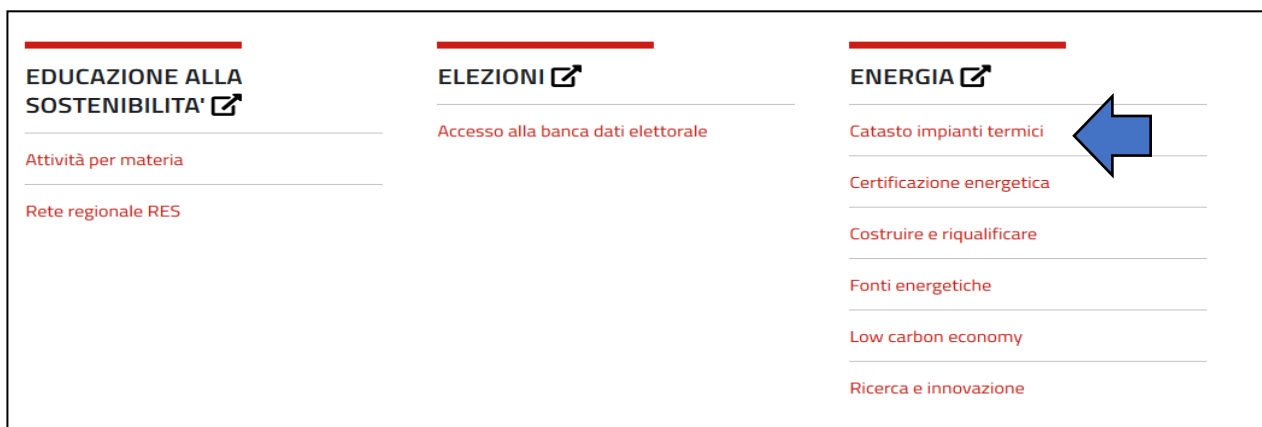 EDUCAZIONE ALLA
SOSTENIBILITA'
Attività per materia
Rete regionale RES
ELEZIONI
Accesso alla banca dati elettorale
ENERGIA
Catasto impianti termici
Certificazione energetica
Costruire e riqualificare
Fonti energetiche
Low carbon economy
Ricerca e innovazione